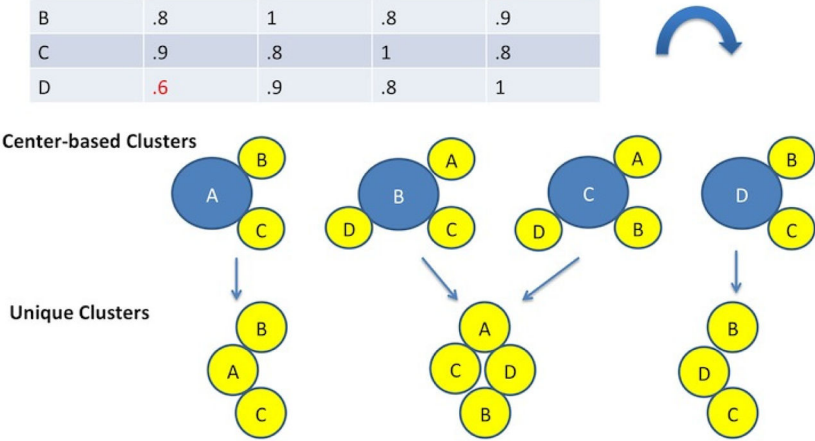 B .8 1 .8 .9
C .9 .8 1 .8
D .6 .9 .8 1
Center-based Clusters
B A A B
A B C D
C D C D B C
Unique Clusters
B A B
A C D D
C B C